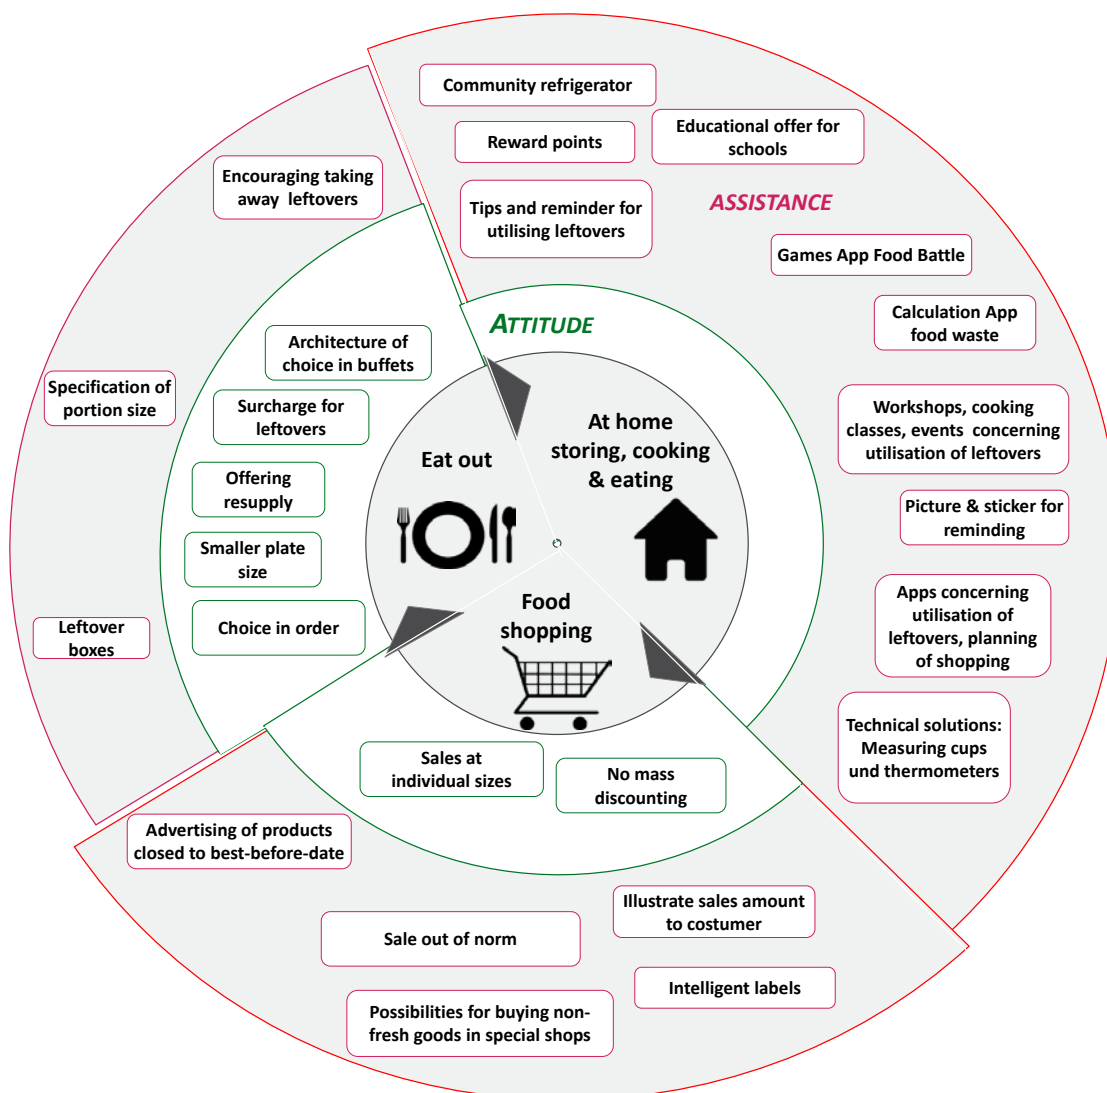 Community refrigerator
Reward points
Educational offer for
schools
Encouraging taking
away leftovers
Tips and reminder for
utilising leftovers
ASSISTANCE
Games App Food Battle
Calculation App
food waste
ATTITUDE
Architecture of
choice in buffets
Specification of
portion size
Surcharge for
leftovers
Workshops, cooking
classes, events concerning
utilisation of leftovers
At home
storing, cooking
& eating
Eat out
Offering
resupply
Picture & sticker for
reminding
Smaller plate
size
Apps concerning
utilisation of
leftovers, planning
of shopping
Food
shopping
Choice in order
Leftover
boxes
Technical solutions:
Measuring cups
und thermometers
Sales at
individual sizes
No mass
discounting
Advertising of products
closed to best-before-date
Illustrate sales amount
to costumer
Sale out of norm
Intelligent labels
Possibilities for buying non-
fresh goods in special shops